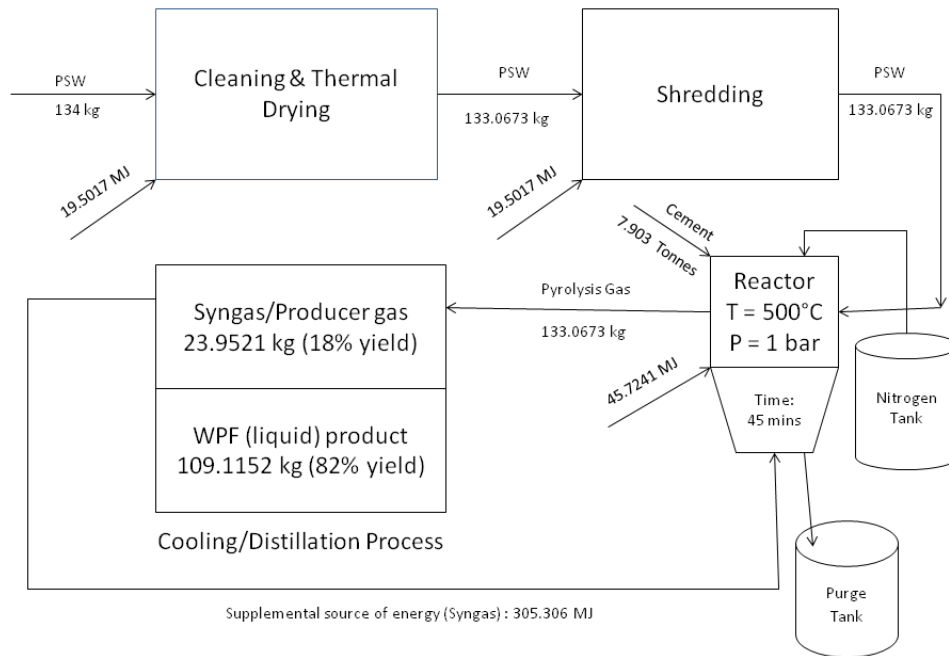 PSW
134 kg
Cleaning & Thermal
Drying
19.5017 MJ
PSW
133.0673 kg
Shredding
19.5017 MJ
PSW
133.0673 kg
Cement
7.903 Tonnes
Reactor
T = 500°C
P = 1 bar
Time:
45 mins
45.7241 MJ
Nitrogen
Tank
Purge
Tank
Pyrolysis Gas
133.0673 kg
Syngas/Producer gas
23.9521 kg (18% yield)
WPF (liquid) product
109.1152 kg (82% yield)
Cooling/Distillation Process
Supplemental source of energy (Syngas) : 305.306 MJ